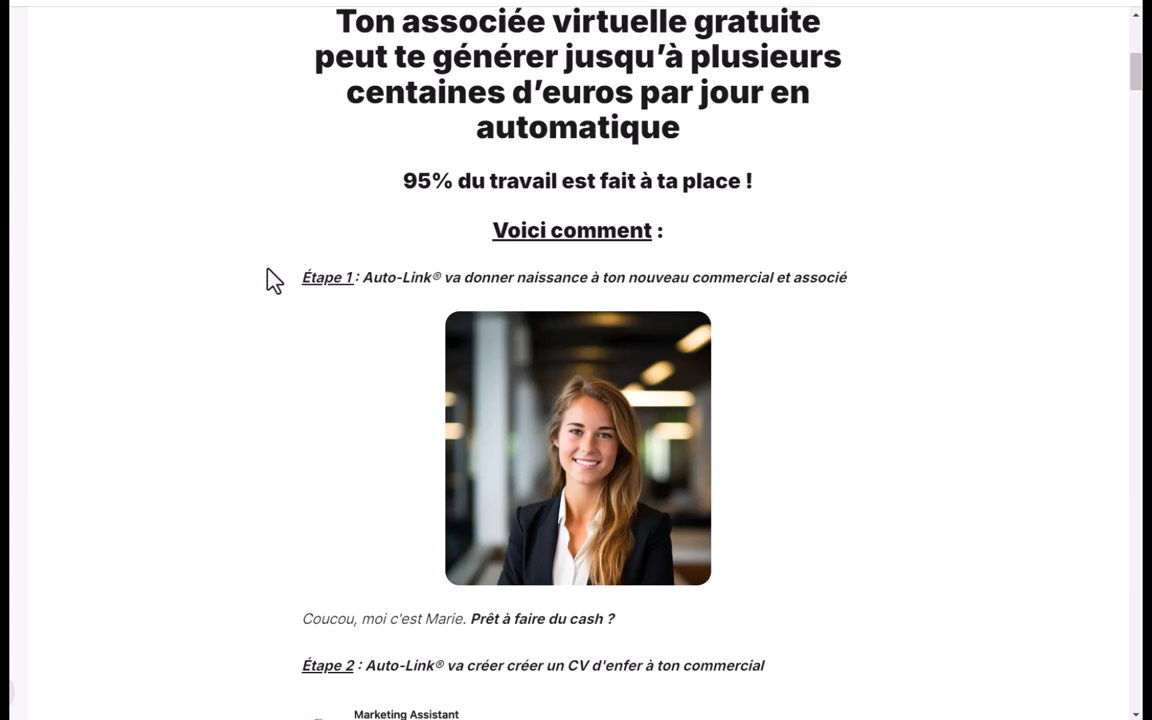 Ton associée virtuelle gratuite
peut te générer jusqu’à plusieurs
centaines d’euros par jour en
automatique
95% du travail est fait à ta place !
Voici comment :
Étape 1 : Auto-Link® va donner naissance à ton nouveau commercial et associé
Coucou, moi c'est Marie. Prêt à faire du cash ?
Étape 2 : Auto-Link® va créer créer un CV d'enfer à ton commercial
Marketing Assistant